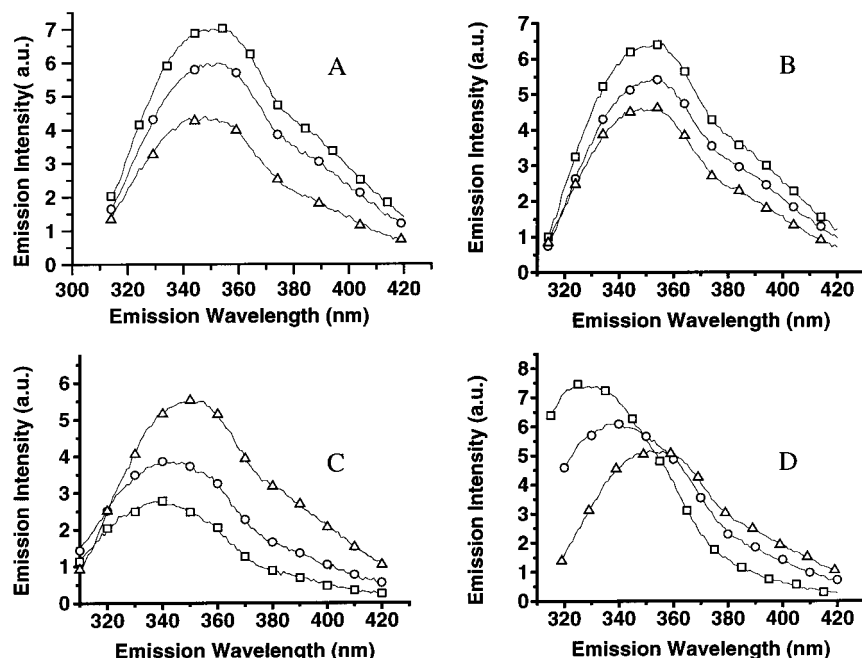 A
Emission Intensity( a.u.)
7
6
5
4
3
2
1
0
300 320 340 360 380 400 420
Emission Wavelength (nm)
B
Emission Intensity (a.u.)
7
6
5
4
3
2
1
0
320 340 360 380 400 420
Emission Wavelength (nm)
C
Emission Intensity (a.u.)
6
5
4
3
2
1
0
320 340 360 380 400 420
Emission Wavelength (nm)
D
Emission Intensity (a.u.)
8
7
6
5
4
3
2
1
0
320 340 360 380 400 420
Emission Wavelength (nm)